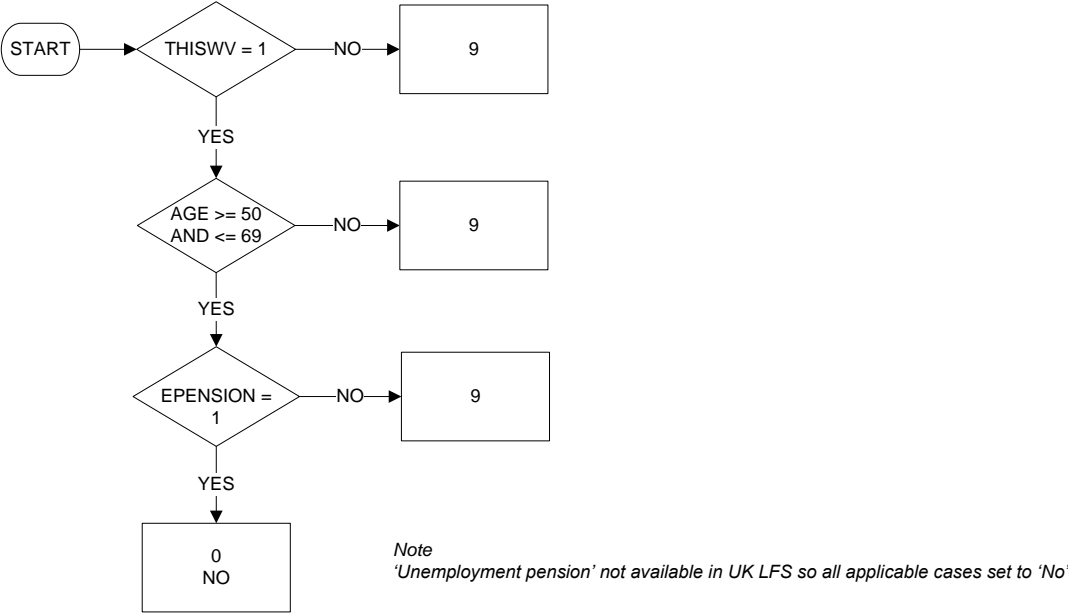 START
THISWV = 1
NO
9
YES
AGE >= 50
AND <= 69
NO
9
YES
EPENSION =
1
NO
9
YES
0
NO
Note
‘Unemployment pension’ not available in UK LFS so all applicable cases set to ‘No’